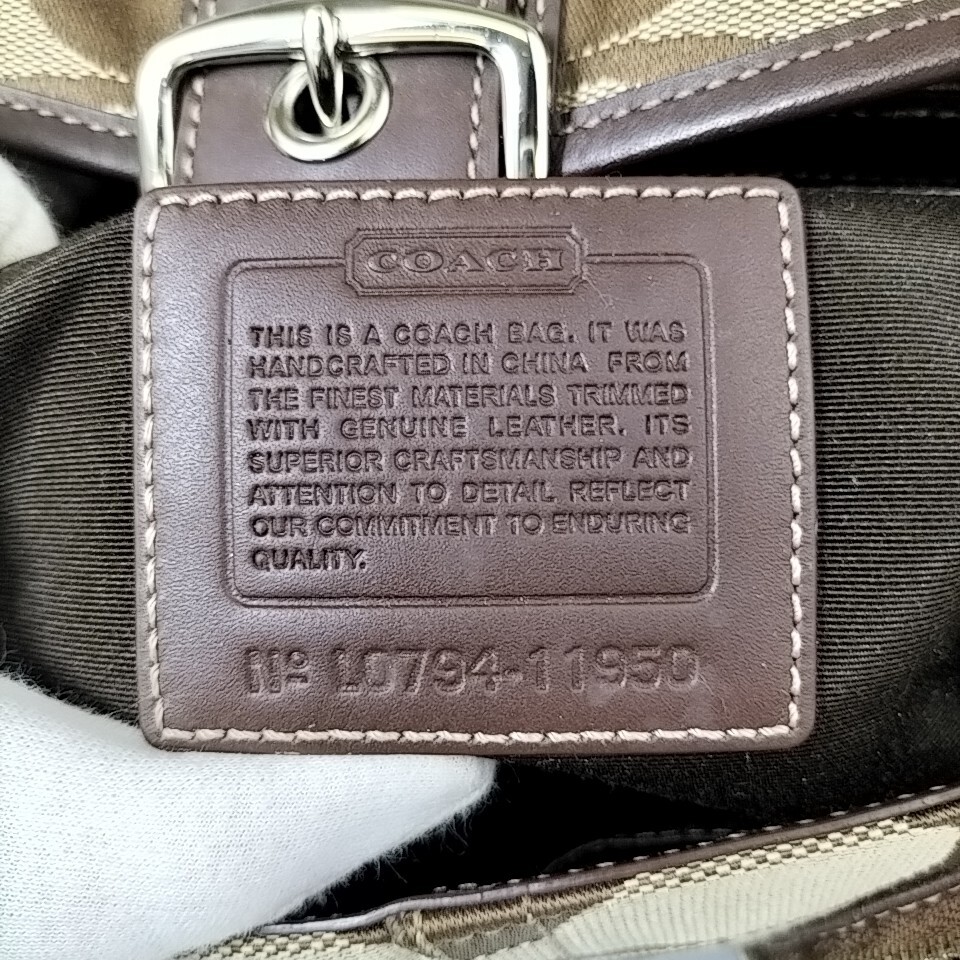 COACH
THIS IS A COACH BAG. IT WAS
HANDCRAFTED IN CHINA FROM
THE FINEST MATERIALS TRIMMED
WITH GENUINE LEATHER. ITS
SUPERIOR CRAFTSMANSHIP AND
ATTENTION TO DETAIL REFLECT
OUR COMMITMENT TO ENDURING
QUALITY.
Nº L0794-11950